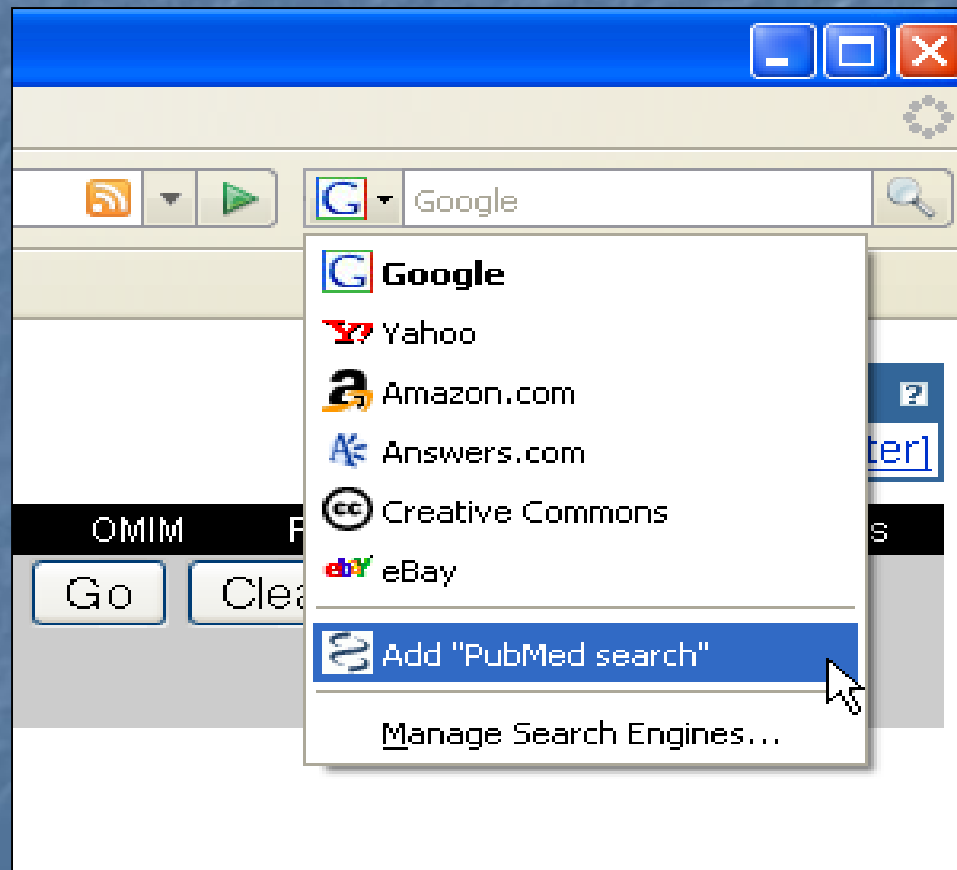 Google
Google
Yahoo
Amazon.com
Answers.com
Creative Commons
eBay
Add "PubMed search"
Manage Search Engines...
?
ter]
OMIM
Go